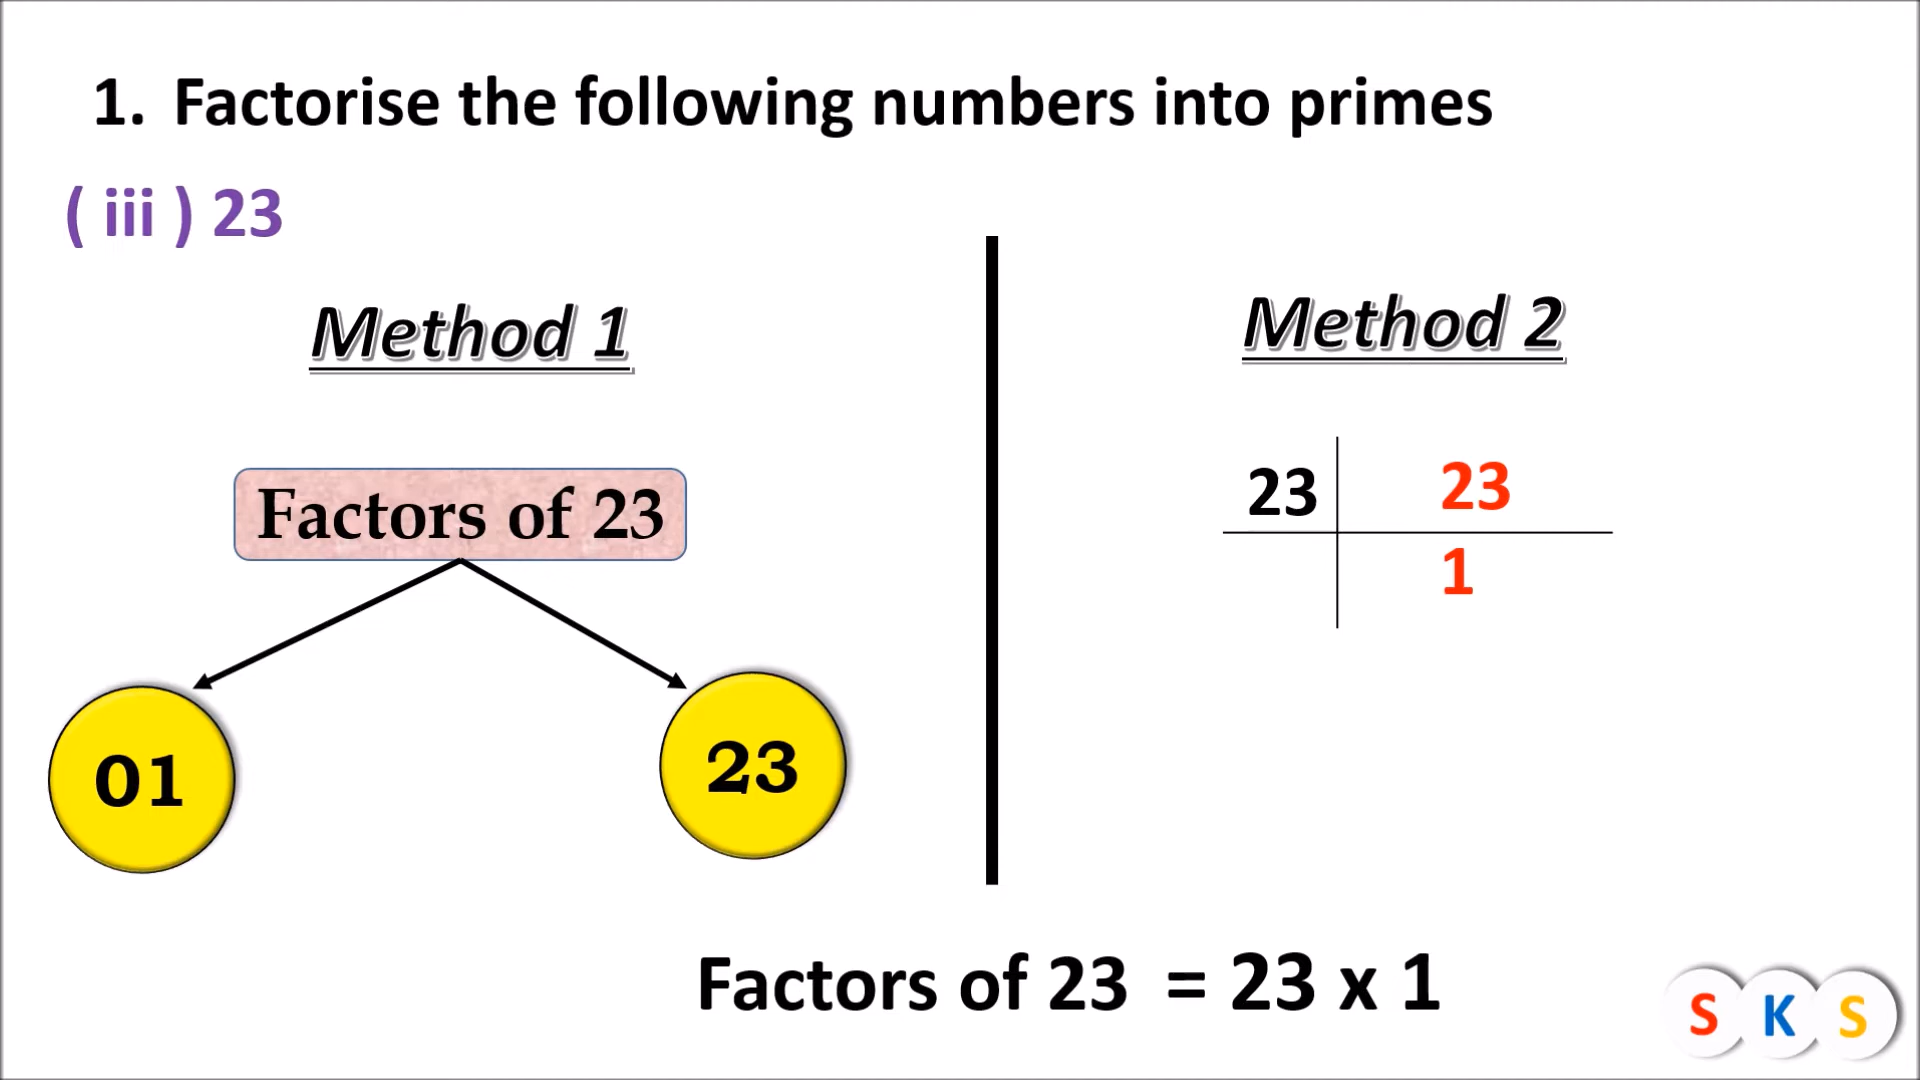 1. Factorise the following numbers into primes
( iii ) 23
Method 1
Factors of 23
01
23
Method 2
23 23
1
Factors of 23 = 23 x 1
S K S